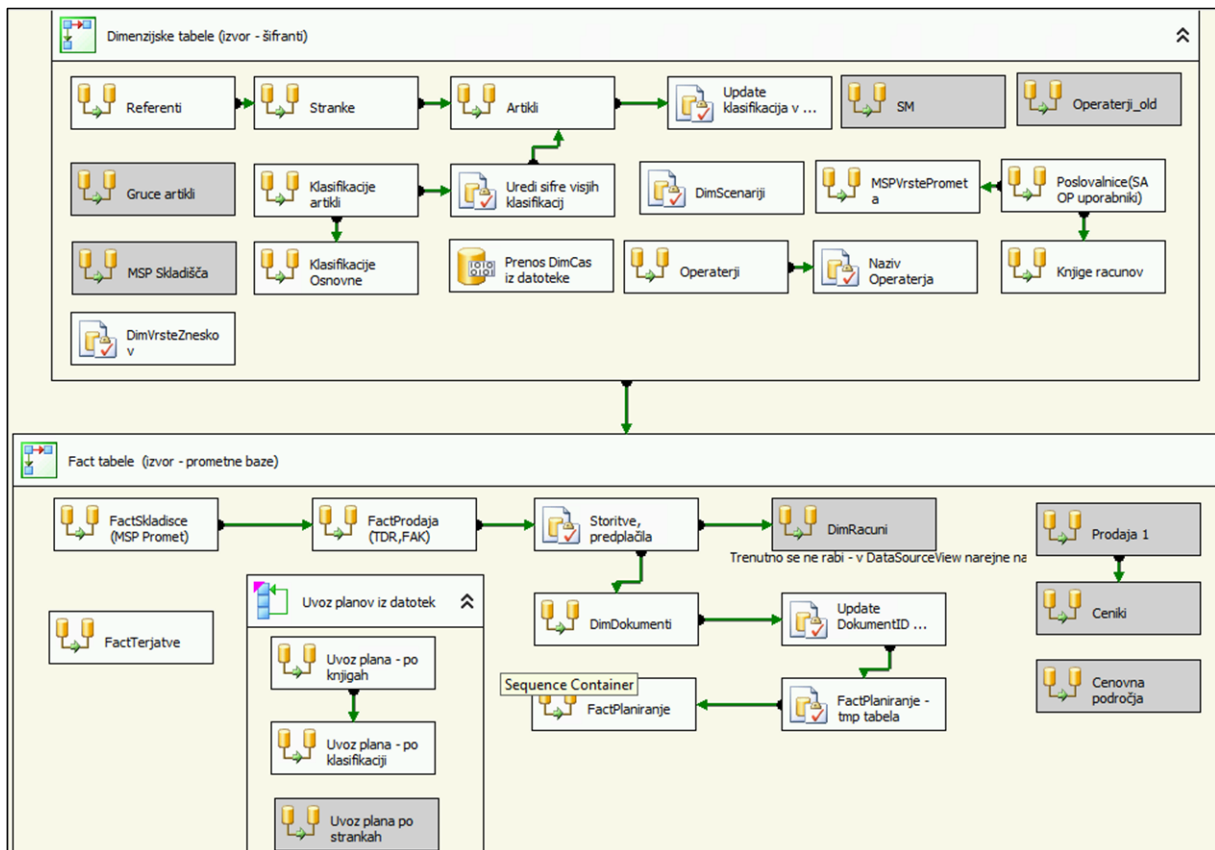 Dimenzijske tabele (izvor - šifranti)
Referenti
Stranke
Artikli
Update
klasifikacija v ...
SM
Operaterji_old
Gruce artikli
Klasifikacije
artikli
Uredi sifre visjih
klasifikacij
DimScenariji
MSPVrstePromet
a
Poslovalnice(SA
OP uporabniki)
MSP Skladišča
Klasifikacije
Osnovne
Prenos DimCas
iz datoteke
Operaterji
Naziv
Operaterja
Knjige racunov
DimVrsteZnesko
v
Fact tabele (izvor - prometne baze)
FactSkladisce
(MSP Promet)
FactProdaja
(TDR,FAK)
Storitve,
predplačila
DimRacuni
Prodaja 1
Trenutno se ne rabi - v DataSourceView narejne na
Uvoz planov iz datotek
FactTerjatve
DimDokumenti
Update
DokumentID ...
Ceniki
Uvoz plana - po
knjigah
Sequence Container
FactPlaniranje
FactPlaniranje -
tmp tabela
Cenovna
področja
Uvoz plana - po
klasifikaciji
Uvoz plana po
strankah